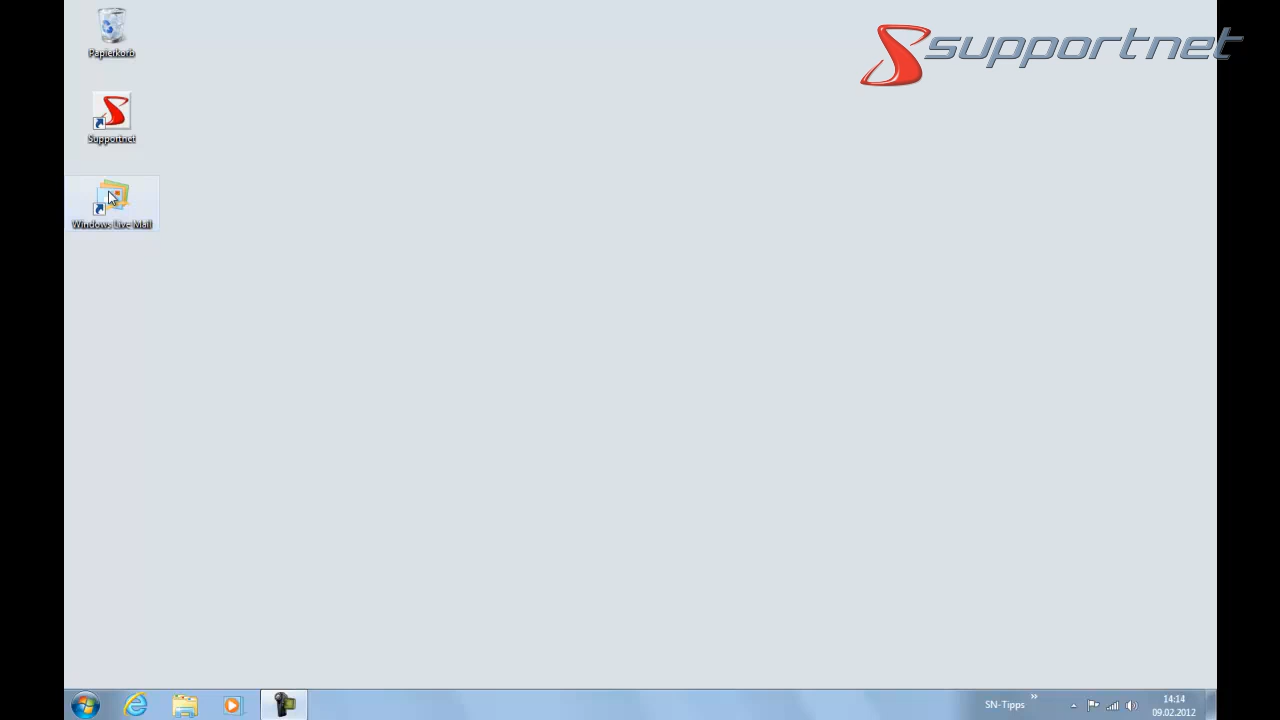 supportnet
Papierkorb
Supportnet
Windows Live Mail
SN-Tipps
14:14
09.02.2012